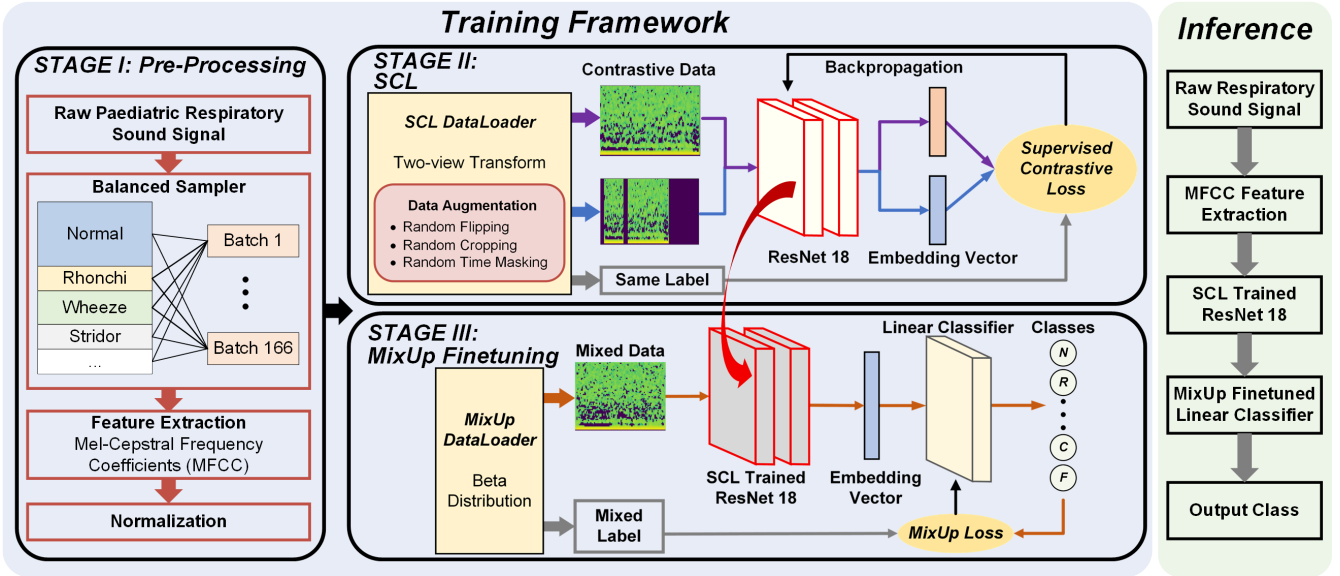 Training Framework
STAGE I: Pre-Processing
Raw Paediatric Respiratory
Sound Signal
Balanced Sampler
Normal
Rhonchi
Wheeze
Stridor
...
Batch 1
Batch 166
Feature Extraction
Mel-Cepstral Frequency
Coefficients (MFCC)
Normalization
STAGE II:
SCL
SCL DataLoader
Two-view Transform
Data Augmentation
• Random Flipping
• Random Cropping
• Random Time Masking
Contrastive Data
Same Label
Backpropagation
ResNet 18
Embedding Vector
Supervised
Contrastive
Loss
STAGE III:
MixUp Finetuning
MixUp
DataLoader
Beta
Distribution
Mixed Data
Mixed
Label
SCL Trained
ResNet 18
Embedding
Vector
Linear Classifier
Classes
N
R
C
F
MixUp Loss
Inference
Raw Respiratory
Sound Signal
MFCC Feature
Extraction
SCL Trained
ResNet 18
MixUp Finetuned
Linear Classifier
Output Class